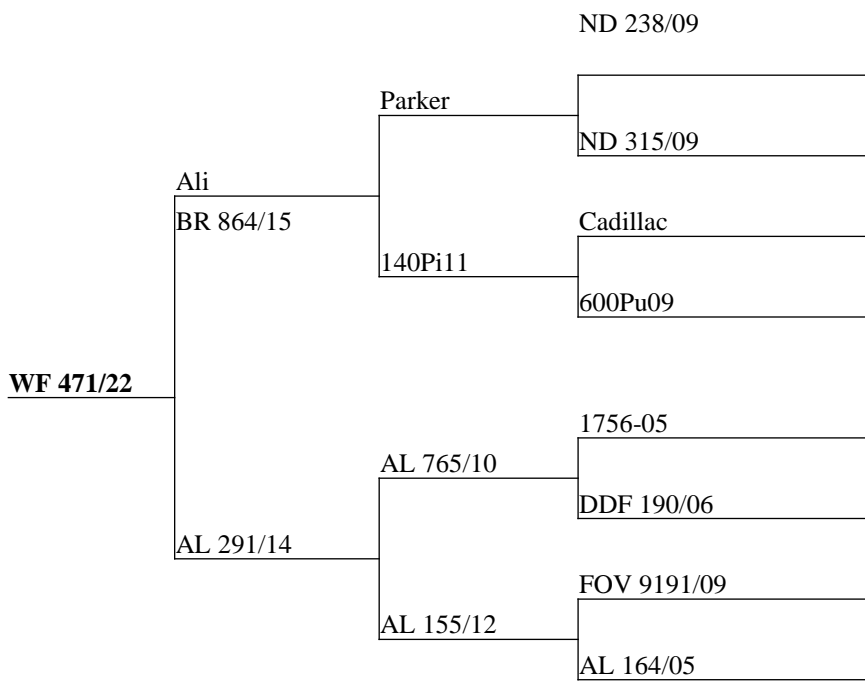 ND 238/09
Parker
ND 315/09
Ali
BR 864/15
Cadillac
140Pi11
600Pu09
WF 471/22
1756-05
AL 765/10
DDF 190/06
AL 291/14
FOV 9191/09
AL 155/12
AL 164/05